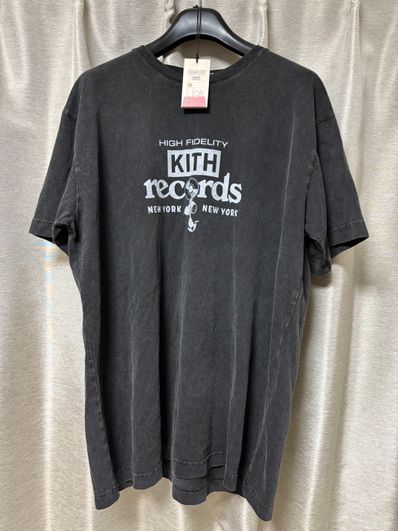 HIGH FIDELITY
KITH
records
NEW YORK NEW YORK